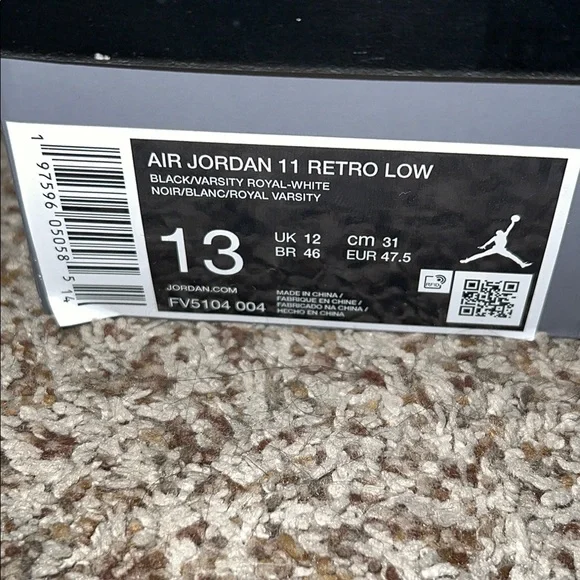 AIR JORDAN 11 RETRO LOW
BLACK/VARSITY ROYAL-WHITE
NOIR/BLANC/ROYAL VARSITY
13
UK 12 cm 31
BR 46 EUR 47.5
JORDAN.COM
FV5104 004
MADE IN CHINA /
FABRIQUÉ EN CHINE /
FABRICADO NA CHINA /
HECHO EN CHINA
RFID
1 97596 05058 5 4